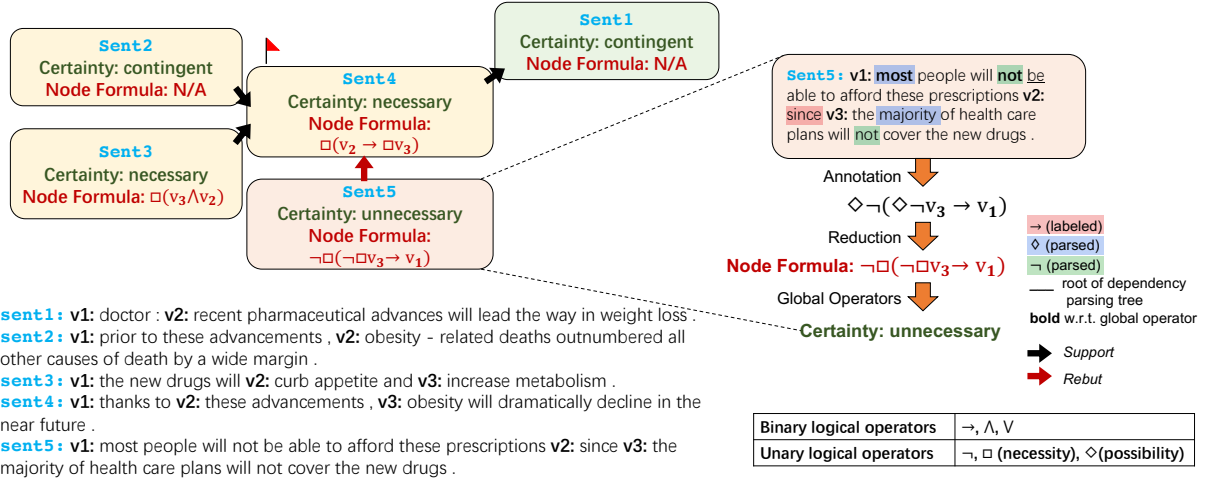 Sent2
Certainty: contingent
Node Formula: N/A
Sent3
Certainty: necessary
Node Formula: □(v₃∧v₂)
Sent4
Certainty: necessary
Node Formula:
□(v₂ → □v₃)
Sent1
Certainty: contingent
Node Formula: N/A
Sent5
Certainty: unnecessary
Node Formula:
¬□(¬□v₃→ v₁)
Sent5: v1: most people will not be
able to afford these prescriptions v2:
since v3: the majority of health care
plans will not cover the new drugs .
Annotation
◇¬(◇¬v₃ → v₁)
Reduction
Node Formula: ¬□(¬□v₃→ v₁)
Global Operators
Certainty: unnecessary
→ (labeled)
◊ (parsed)
¬ (parsed)
root of dependency
parsing tree
bold w.r.t. global operator
Support
Rebut
sent1: v1: doctor : v2: recent pharmaceutical advances will lead the way in weight loss .
sent2: v1: prior to these advancements , v2: obesity - related deaths outnumbered all
other causes of death by a wide margin .
sent3: v1: the new drugs will v2: curb appetite and v3: increase metabolism .
sent4: v1: thanks to v2: these advancements , v3: obesity will dramatically decline in the
near future .
sent5: v1: most people will not be able to afford these prescriptions v2: since v3: the
majority of health care plans will not cover the new drugs .
Binary logical operators →, ∧, ∨
Unary logical operators ¬, □ (necessity), ◇(possibility)